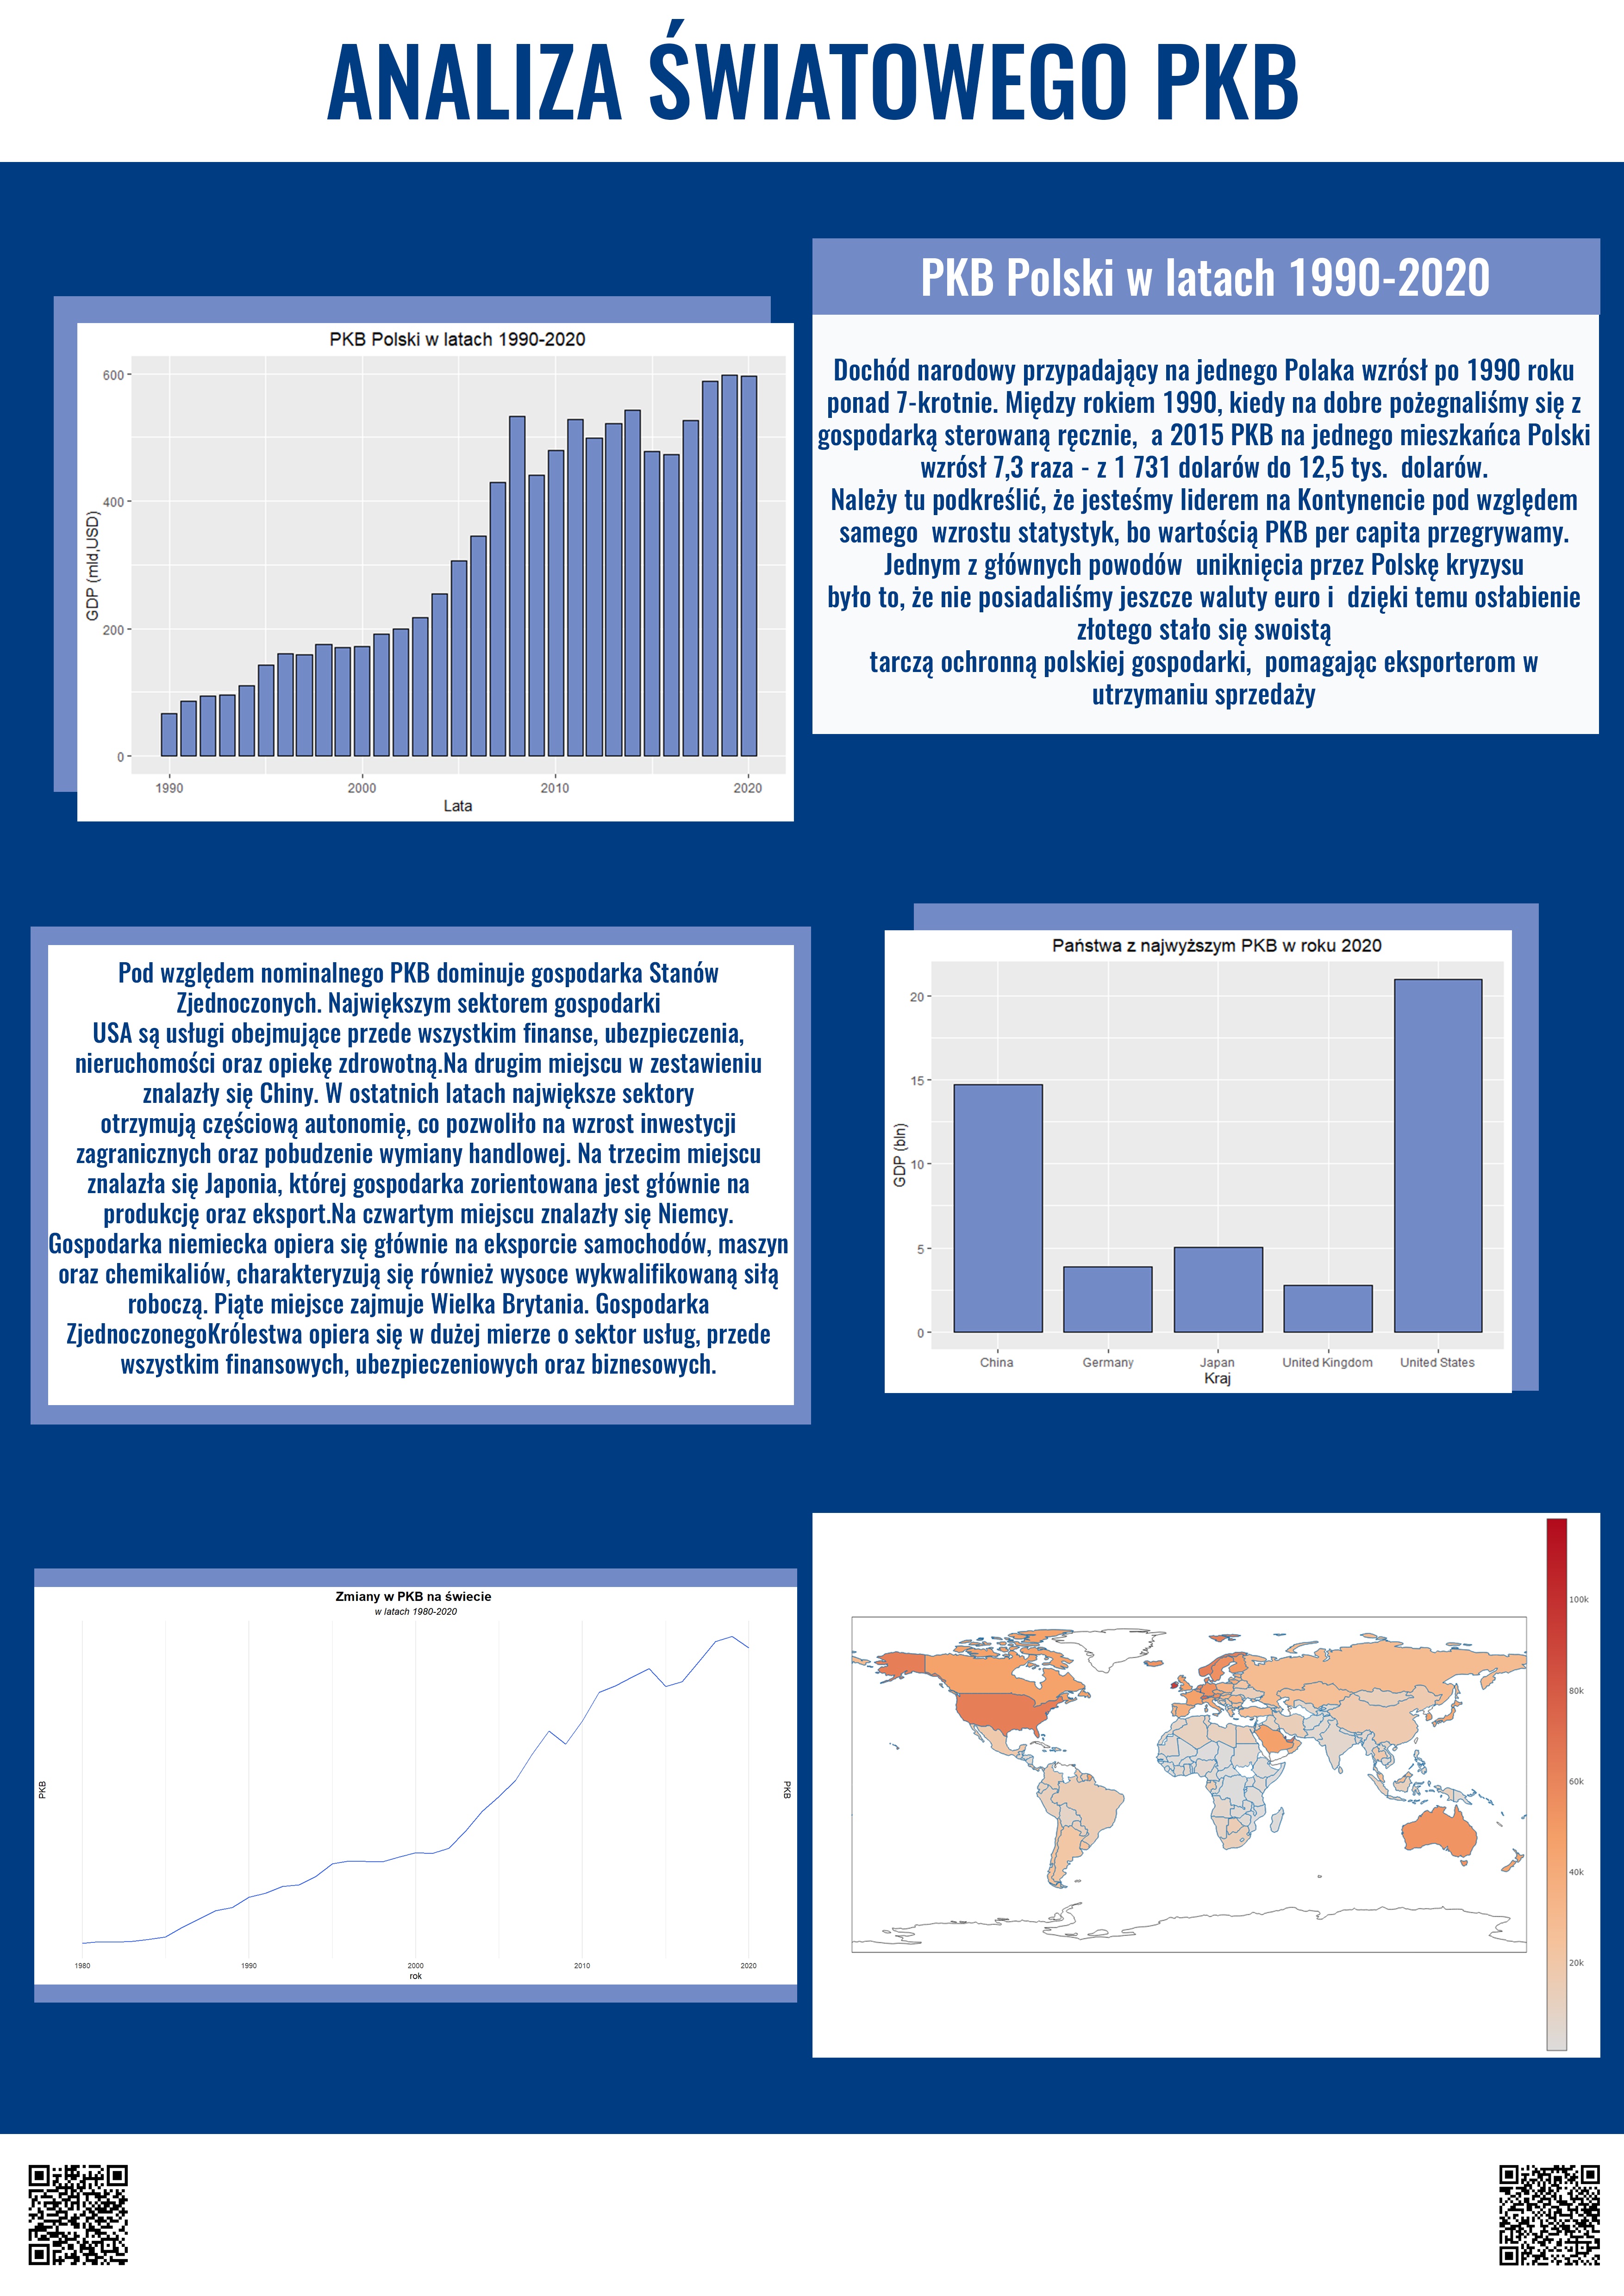 ANALIZA ŚWIATOWEGO PKB
PKB Polski w latach 1990-2020
600
400
200
0
GDP (mld,USD)
1990
2000
2010
2020
Lata
PKB Polski w latach 1990-2020
Dochód narodowy przypadający na jednego Polaka wzrósł po 1990 roku
ponad 7-krotnie. Między rokiem 1990, kiedy na dobre pożegnaliśmy się z
gospodarką sterowaną ręcznie,  a 2015 PKB na jednego mieszkańca Polski
wzrósł 7,3 raza - z 1 731 dolarów do 12,5 tys.  dolarów.
Należy tu podkreślić, że jesteśmy liderem na Kontynencie pod względem
samego  wzrostu statystyk, bo wartością PKB per capita przegrywamy.
Jednym z głównych powodów  uniknięcia przez Polskę kryzysu
było to, że nie posiadaliśmy jeszcze waluty euro i  dzięki temu osłabienie
złotego stało się swoistą
tarczą ochronną polskiej gospodarki,  pomagając eksporterom w
utrzymaniu sprzedaży
Pod względem nominalnego PKB dominuje gospodarka Stanów
Zjednoczonych. Największym sektorem gospodarki
USA są usługi obejmujące przede wszystkim finanse, ubezpieczenia,
nieruchomości oraz opiekę zdrowotną.Na drugim miejscu w zestawieniu
znalazły się Chiny. W ostatnich latach największe sektory
otrzymują częściową autonomię, co pozwoliło na wzrost inwestycji
zagranicznych oraz pobudzenie wymiany handlowej. Na trzecim miejscu
znalazła się Japonia, której gospodarka zorientowana jest głównie na
produkcję oraz eksport.Na czwartym miejscu znalazły się Niemcy.
Gospodarka niemiecka opiera się głównie na eksporcie samochodów, maszyn
oraz chemikaliów, charakteryzują się również wysoce wykwalifikowaną siłą
roboczą. Piąte miejsce zajmuje Wielka Brytania. Gospodarka
ZjednoczonegoKrólestwa opiera się w dużej mierze o sektor usług, przede
wszystkim finansowych, ubezpieczeniowych oraz biznesowych.
Państwa z najwyższym PKB w roku 2020
20
15
10
5
0
GDP (bln)
China
Germany
Japan
United Kingdom
United States
Kraj
Zmiany w PKB na świecie
w latach 1980-2020
PKB
PKB
1980
1990
2000
2010
2020
rok
100k
80k
60k
40k
20k